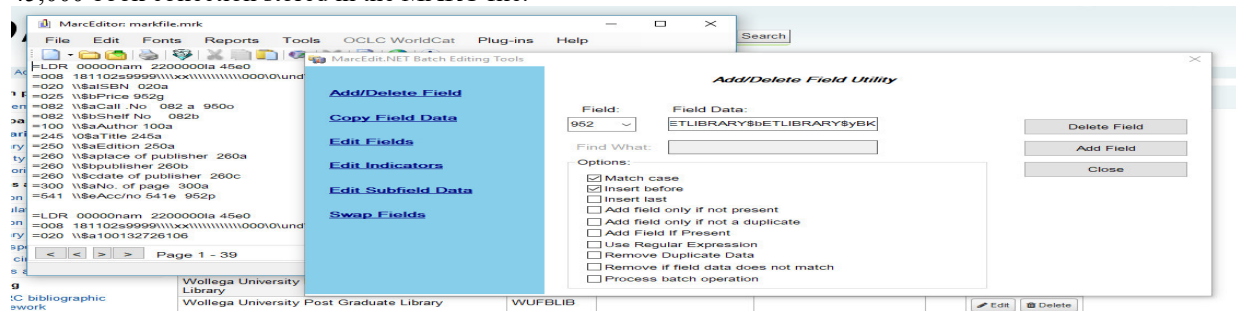 MarcEditor: markfile.mrk
Search
File Edit Fonts Reports Tools OCLC WorldCat Plug-ins Help
MarcEdit.NET Batch Editing Tools
=LDR 00000nam 2200000Ia 45e0
=008 181102s9999\\\\xx\\\\\\\\\\\\000\0\und
=020 \\$aISBN 020a
=025 \\$bPrice 952g
=082 \\$aCall .No 082 a 950o
=082 \\$bShelf No 082b
=100 \\$aAuthor 100a
=245 \0$aTitle 245a
=250 \\$aEdition 250a
=260 \\$aplace of publisher 260a
=260 \\$bpublisher 260b
=260 \\$cdate of publisher 260c
=300 \\$aNo. of page 300a
=541 \\$eAcc/no 541e 952p
=LDR 00000nam 2200000Ia 45e0
=008 181102s9999\\\\xx\\\\\\\\\\\\000\0\und
=020 \\$a100132726106
< < > > Page 1 - 39
Add/Delete Field
Copy Field Data
Edit Fields
Edit Indicators
Edit Subfield Data
Swap Fields
Add/Delete Field Utility
Field: Field Data:
952 ETLIBRARY$bETLIBRARY$yBK
Find What:
Options:
Match case
Insert before
Insert last
Add field only if not present
Add field only if not a duplicate
Add Field If Present
Use Regular Expression
Remove Duplicate Data
Remove if field data does not match
Process batch operation
Delete Field
Add Field
Close
Wollega University
Library
C bibliographic
Wollega University Post Graduate Library WUFBLIB Edit Delete